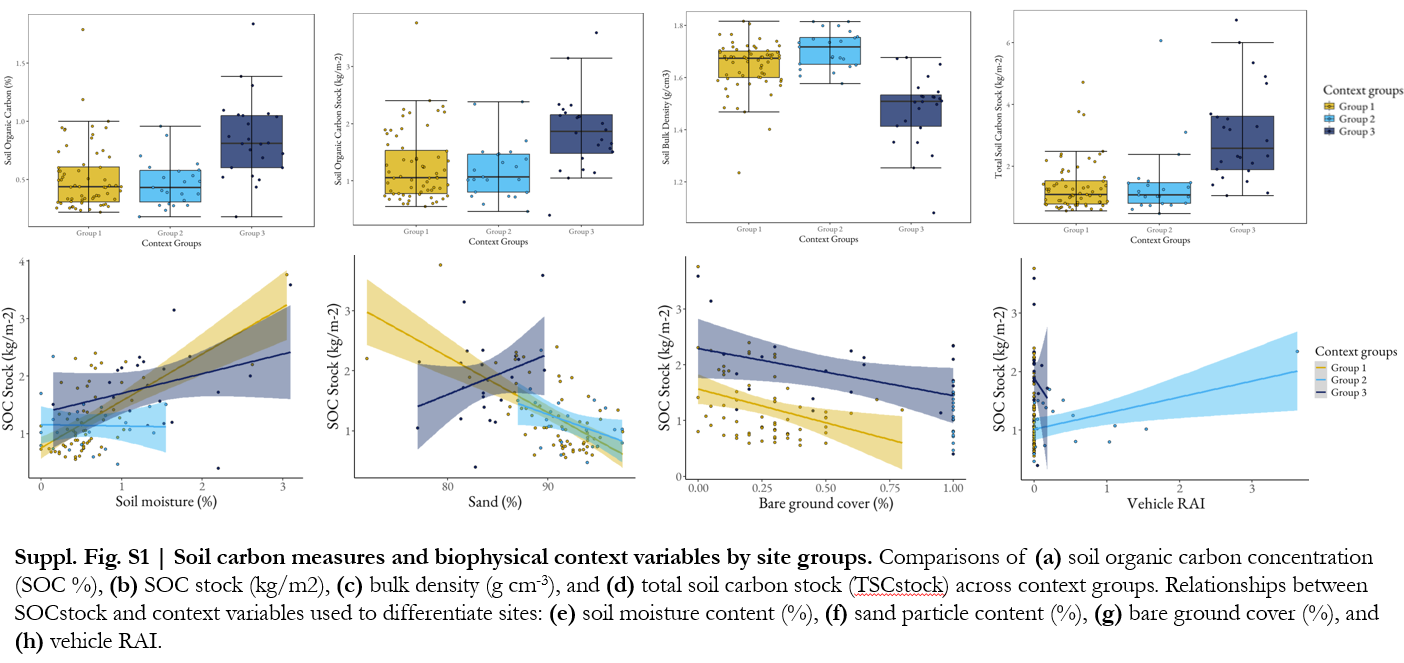 Soil Organic Carbon (%)
1.5
1.0
0.5
Group 1 Group 2 Group 3
Context Groups
Soil Organic Carbon Stock (kg/m-2)
3
2
1
Group 1 Group 2 Group 3
Context Groups
Soil Bulk Density (g/cm3)
1.8
1.6
1.4
1.2
Group 1 Group 2 Group 3
Context Groups
Total Soil Carbon Stock (kg/m-2)
6
4
2
Group 1 Group 2 Group 3
Context Groups
Context groups
Group 1
Group 2
Group 3
SOC Stock (kg/m-2)
4
3
2
1
0 1 2 3
Soil moisture (%)
SOC Stock (kg/m-2)
3
2
1
80 90
Sand (%)
SOC Stock (kg/m-2)
3
2
1
0
0.00 0.25 0.50 0.75 1.00
Bare ground cover (%)
SOC Stock (kg/m-2)
3
2
1
0 1 2 3
Vehicle RAI
Context groups
Group 1
Group 2
Group 3
Suppl. Fig. S1 | Soil carbon measures and biophysical context variables by site groups. Comparisons of (a) soil organic carbon concentration
(SOC %), (b) SOC stock (kg/m2), (c) bulk density (g cm-3), and (d) total soil carbon stock (TSCstock) across context groups. Relationships between
SOCstock and context variables used to differentiate sites: (e) soil moisture content (%), (f) sand particle content (%), (g) bare ground cover (%), and
(h) vehicle RAI.